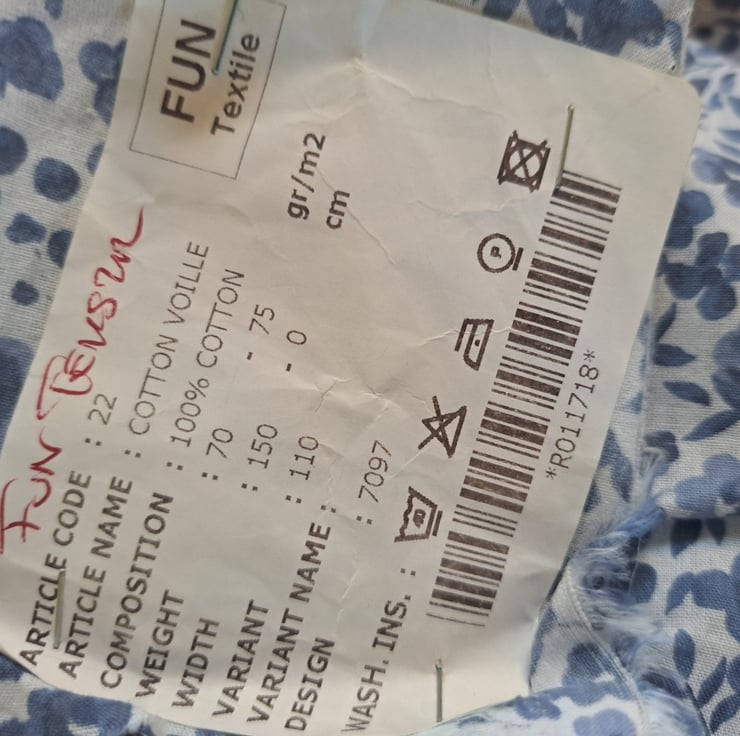 FUN
Textile
FUN
ARTICLE CODE : 22
ARTICLE NAME : COTTON VOILLE
COMPOSITION : 100% COTTON
WEIGHT : 70 - 75 gr/m2
WIDTH : 150 - 0 cm
VARIANT : 110
VARIANT NAME :
DESIGN : 7097
WASH. INS. :
40
P
*R011718*